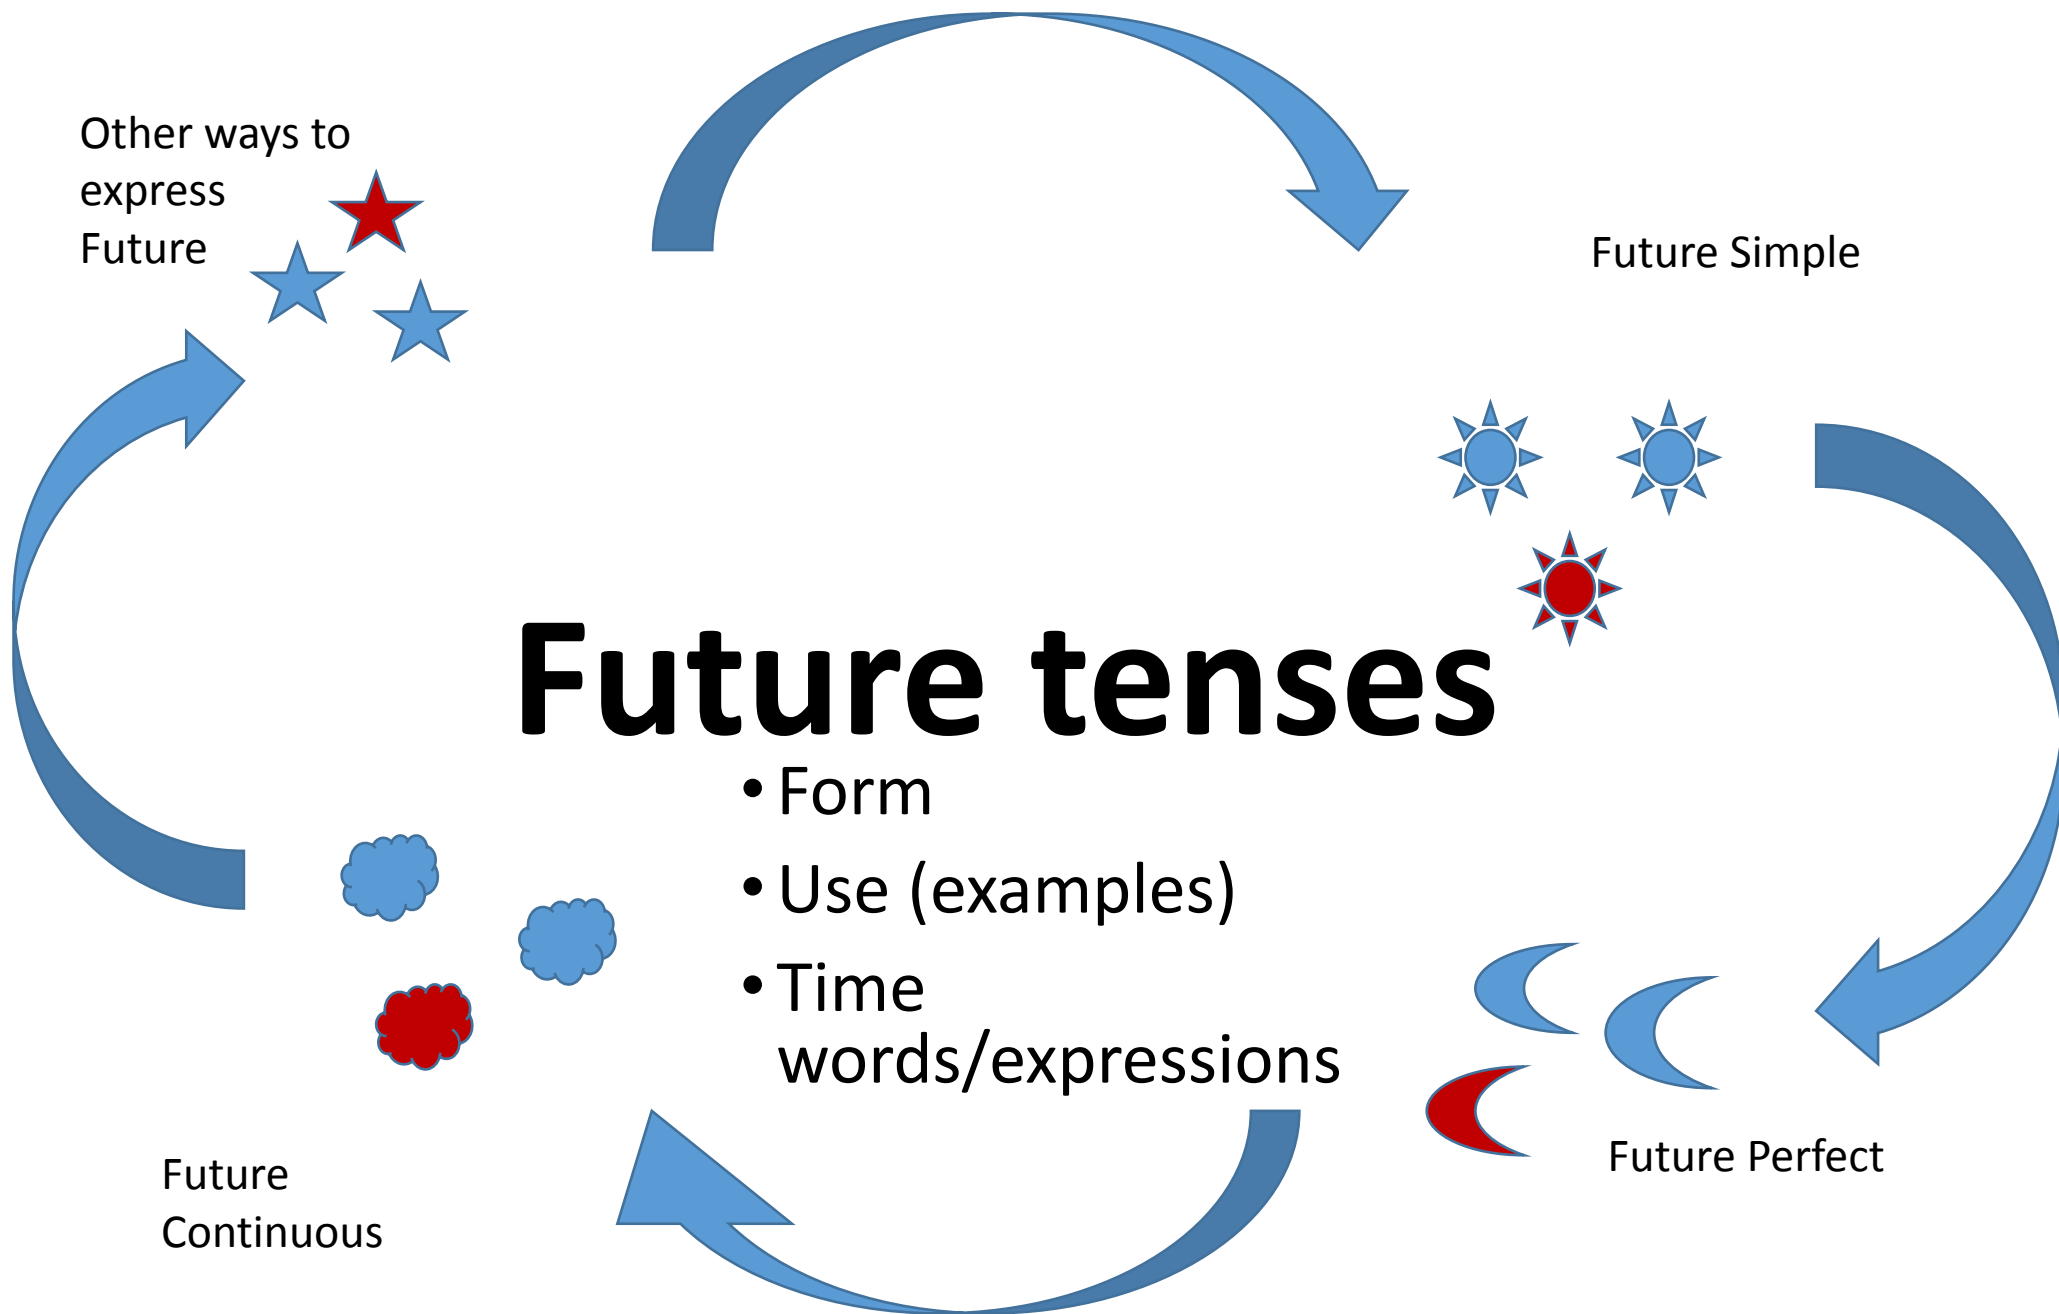 Other ways to
express
Future
Future Simple
Future tenses
• Form
• Use (examples)
• Time
words/expressions
Future
Continuous
Future Perfect